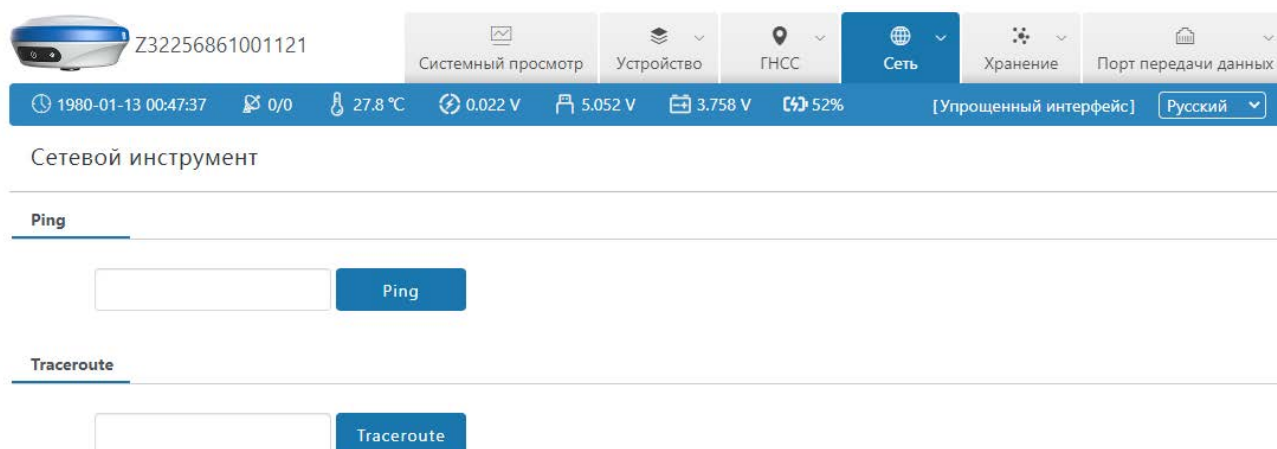 Z32256861001121
Системный просмотр Устройство ГНСС Сеть Хранение Порт передачи данных
1980-01-13 00:47:37 0/0 27.8 ℃ 0.022 V 5.052 V 3.758 V 52% [Упрощенный интерфейс] Русский
Сетевой инструмент
Ping
Ping
Traceroute
Traceroute